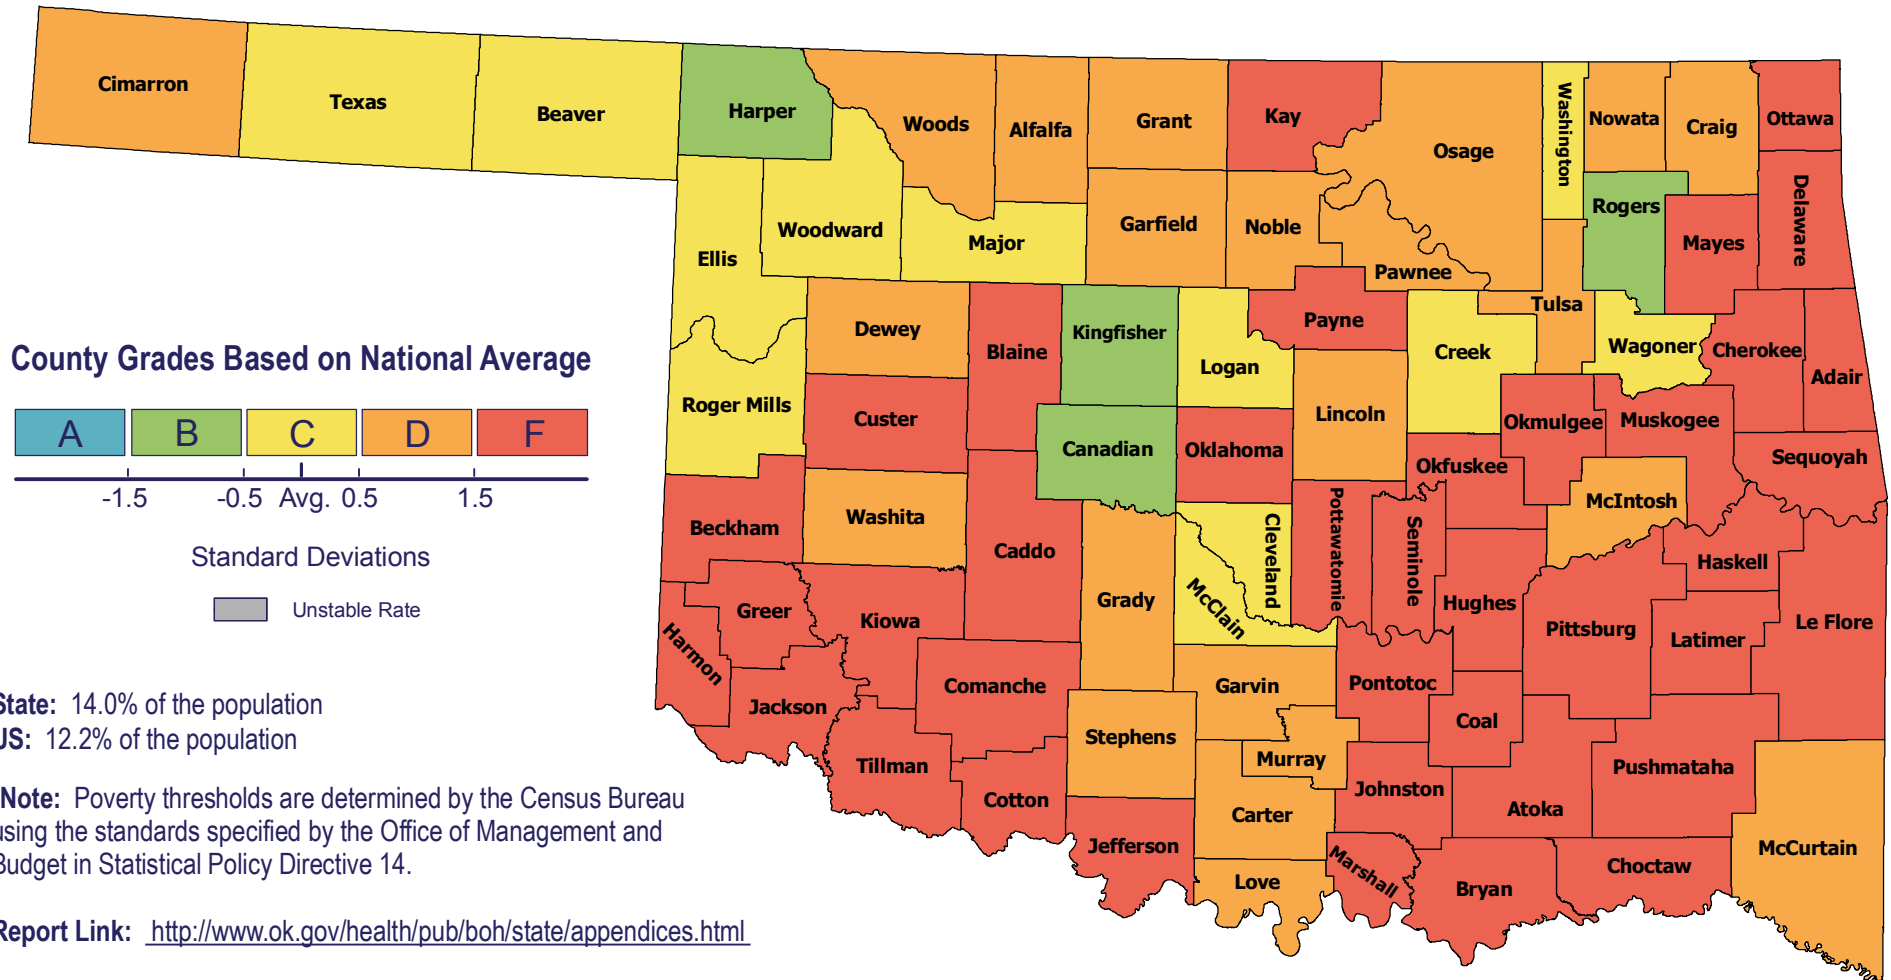 Cimarron
Texas
Beaver
Harper
Woods
Alfalfa
Grant
Kay
Osage
Washington
Nowata
Craig
Ottawa
Delaware
Rogers
Mayes
Ellis
Woodward
Major
Garfield
Noble
Pawnee
Tulsa
Dewey
Blaine
Kingfisher
Logan
Payne
Creek
Wagoner
Cherokee
Adair
Roger Mills
Custer
Canadian
Oklahoma
Lincoln
Okmulgee
Muskogee
Sequoyah
Okfuskee
McIntosh
Beckham
Washita
Caddo
Grady
McClain
Cleveland
Pottawatomie
Seminole
Hughes
Pittsburg
Haskell
Latimer
Le Flore
Harmon
Greer
Kiowa
Jackson
Comanche
Tillman
Cotton
Stephens
Garvin
Murray
Carter
Jefferson
Love
Pontotoc
Coal
Johnston
Atoka
Pushmataha
McCurtain
Marshall
Bryan
Choctaw
County Grades Based on National Average
A B C D F
-1.5 -0.5 Avg. 0.5 1.5
Standard Deviations
Unstable Rate
State: 14.0% of the population
US: 12.2% of the population
Note: Poverty thresholds are determined by the Census Bureau
using the standards specified by the Office of Management and
Budget in Statistical Policy Directive 14.
Report Link: http://www.ok.gov/health/pub/boh/state/appendices.html